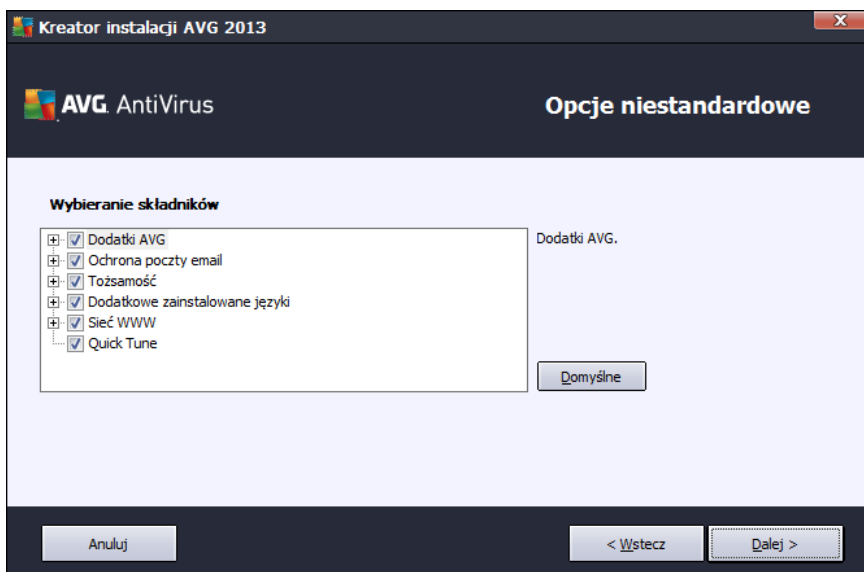 Kreator instalacji AVG 2013
X
AVG. AntiVirus
Opcje niestandardowe
Wybieranie składników
Dodatki AVG
Ochrona poczty email
Tożsamość
Dodatkowe zainstalowane języki
Sieć WWW
Quick Tune
Dodatki AVG.
Domyślne
Anuluj
< Wstecz
Dalej >